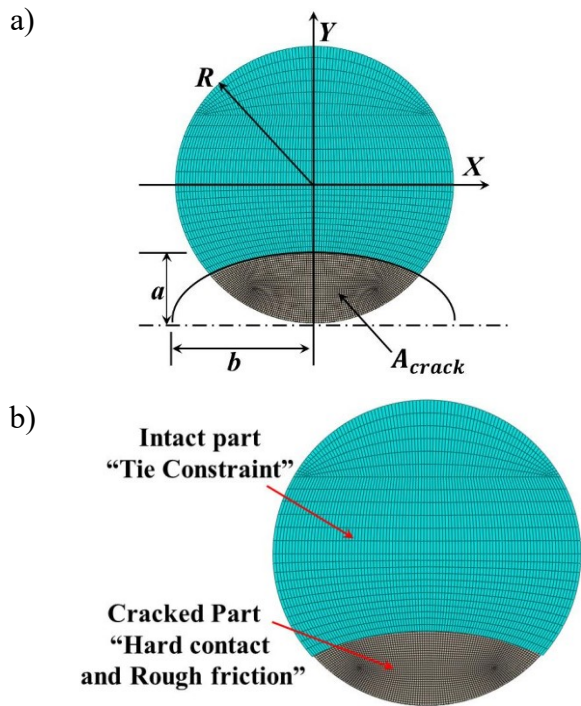 a)
Y
R
X
a
b
A_crack
b)
Intact part
“Tie Constraint”
Cracked Part
“Hard contact
and Rough friction”